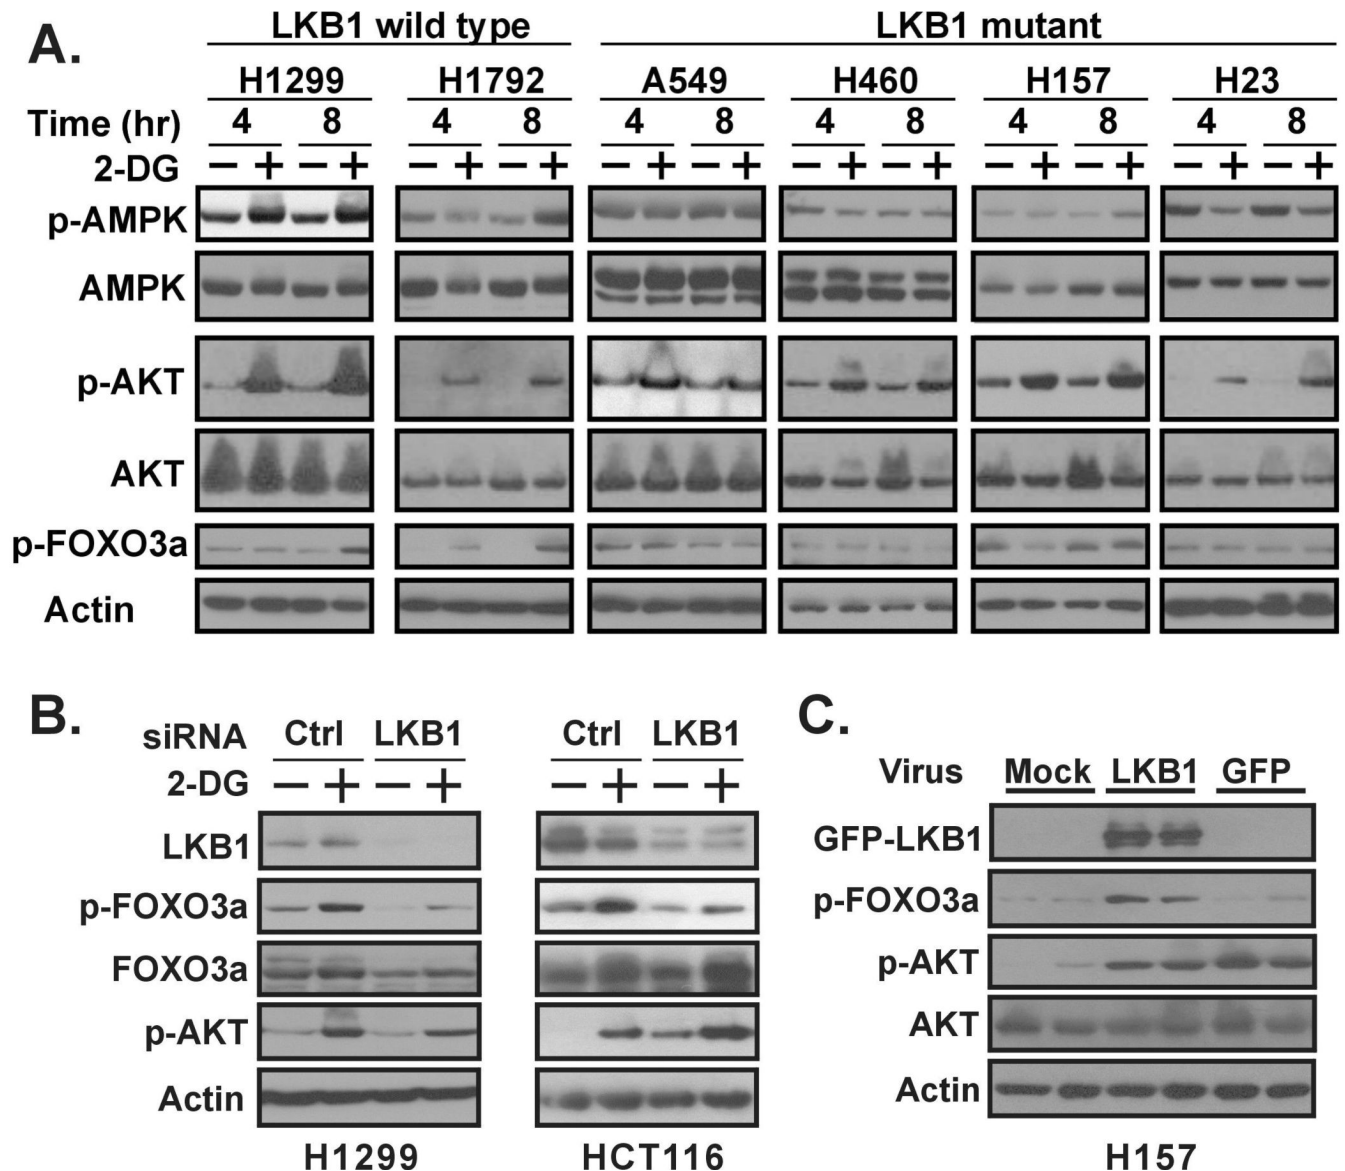 A.
LKB1 wild type LKB1 mutant
H1299 H1792 A549 H460 H157 H23
Time (hr) 4 8 4 8 4 8 4 8 4 8 4 8
2-DG − + − + − + − + − + − + − + − + − + − + − + − +
p-AMPK
AMPK
p-AKT
AKT
p-FOXO3a
Actin
B.
siRNA Ctrl LKB1 Ctrl LKB1
2-DG − + − + − + − +
LKB1
p-FOXO3a
FOXO3a
p-AKT
Actin
H1299 HCT116
C.
Virus Mock LKB1 GFP
GFP-LKB1
p-FOXO3a
p-AKT
AKT
Actin
H157